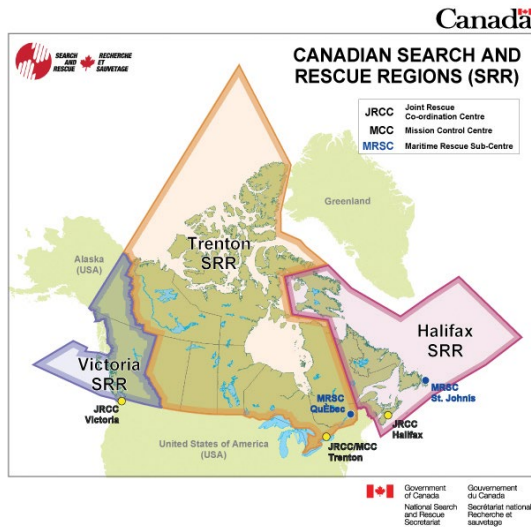 Canada
SEARCH AND RESCUE
RECHERCHE ET SAUVETAGE
CANADIAN SEARCH AND
RESCUE REGIONS (SRR)
JRCC Joint Rescue
Co-ordination Centre
MCC Mission Control Centre
MRSC Maritime Rescue Sub-Centre
Greenland
Alaska
(USA)
Trenton
SRR
Halifax
SRR
Victoria
SRR
MRSC
St. Johnis
MRSC
QuÈbec
JRCC
Victoria
JRCC
Halifax
JRCC/MCC
Trenton
United States of America
(USA)
Government
of Canada
Gouvernement
du Canada
National Search
and Rescue
Secretariat
Secrétariat national
Recherche et
sauvetage